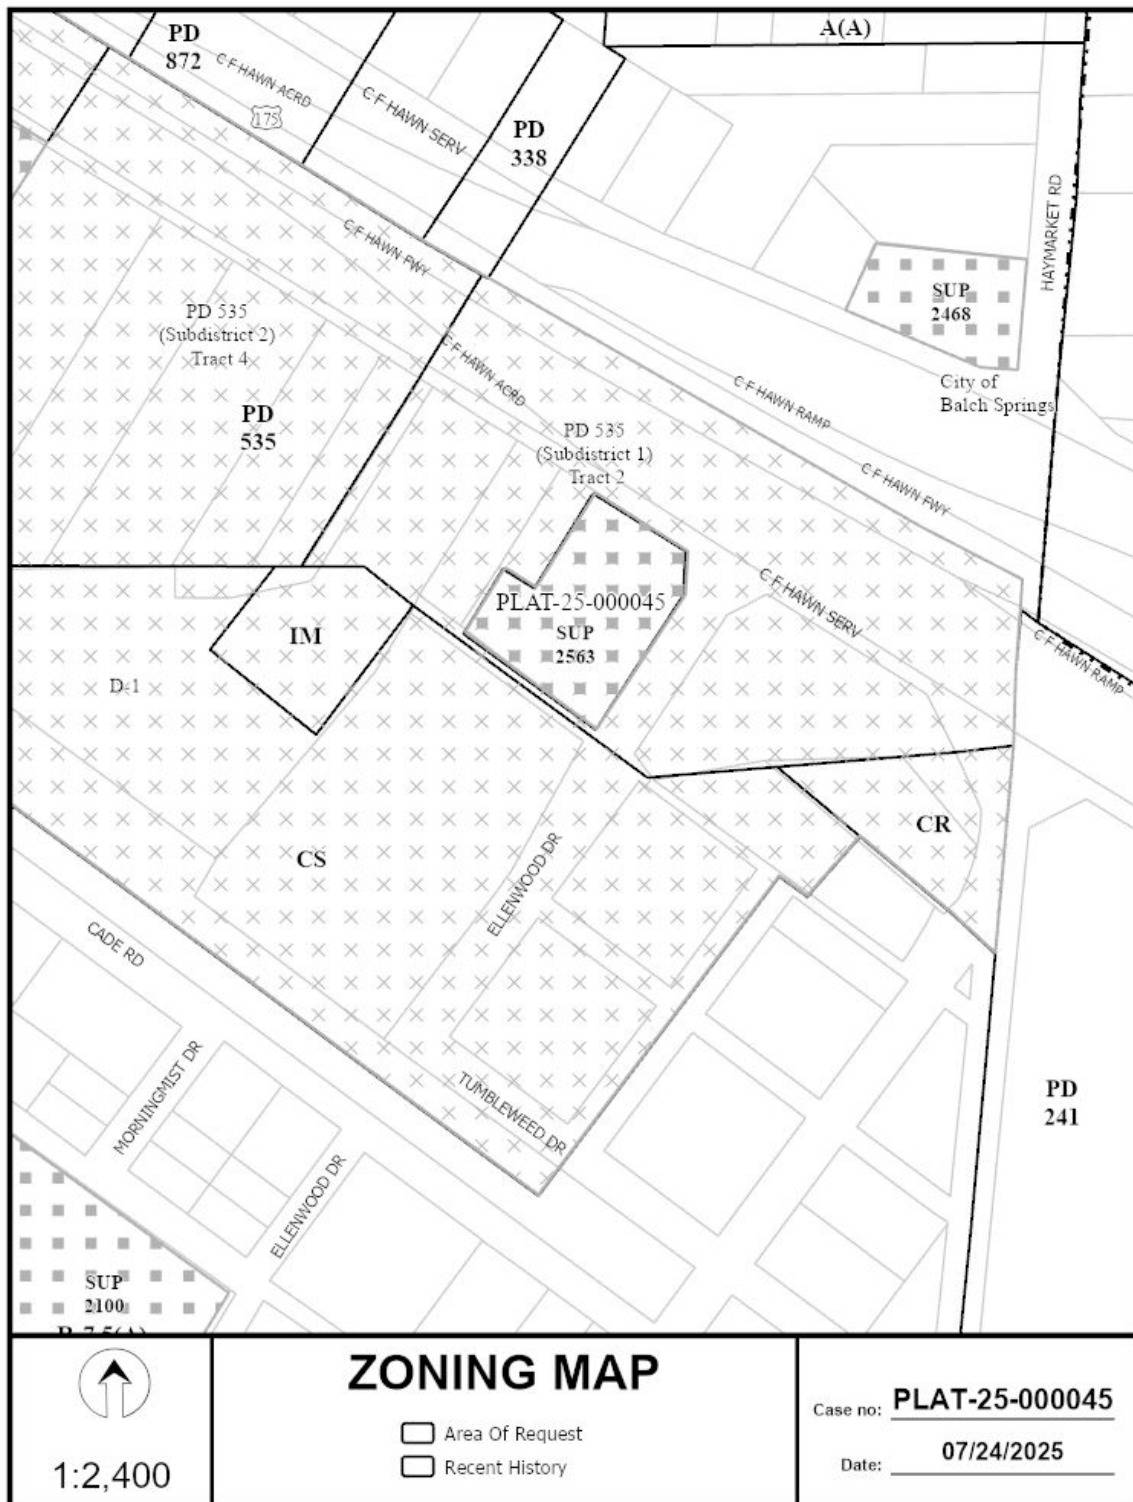 A(A)
PD
872
C F HAWN ACRD
175
C F HAWN SERV
PD
338
HAYMARKET RD
C F HAWN FWY
SUP
2468
PD 535
(Subdistrict 2)
Tract 4
C F HAWN ACRD
C F HAWN RAMP
City of
Balch Springs
PD
535
PD 535
(Subdistrict 1)
Tract 2
C F HAWN FWY
PLAT-25-000045
SUP
2563
C F HAWN SERV
IM
C F HAWN RAMP
D-1
CR
CS
ELLENWOOD DR
CADE RD
MORNINGMIST DR
TUMBLEWEED DR
PD
241
ELLENWOOD DR
SUP
2100
R-7.5(A)
1:2,400
ZONING MAP
Area Of Request
Recent History
Case no: PLAT-25-000045
Date: 07/24/2025